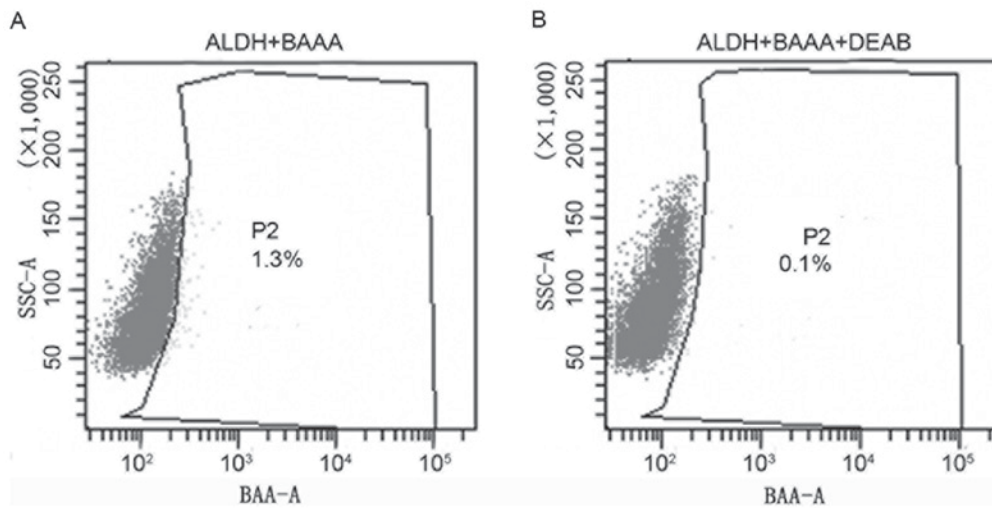 A
ALDH+BAAA
SSC-A (×1,000)
250
200
150
100
50
P2
1.3%
10²
10³
10⁴
10⁵
BAA-A
B
ALDH+BAAA+DEAB
SSC-A (×1,000)
250
200
150
100
50
P2
0.1%
10²
10³
10⁴
10⁵
BAA-A